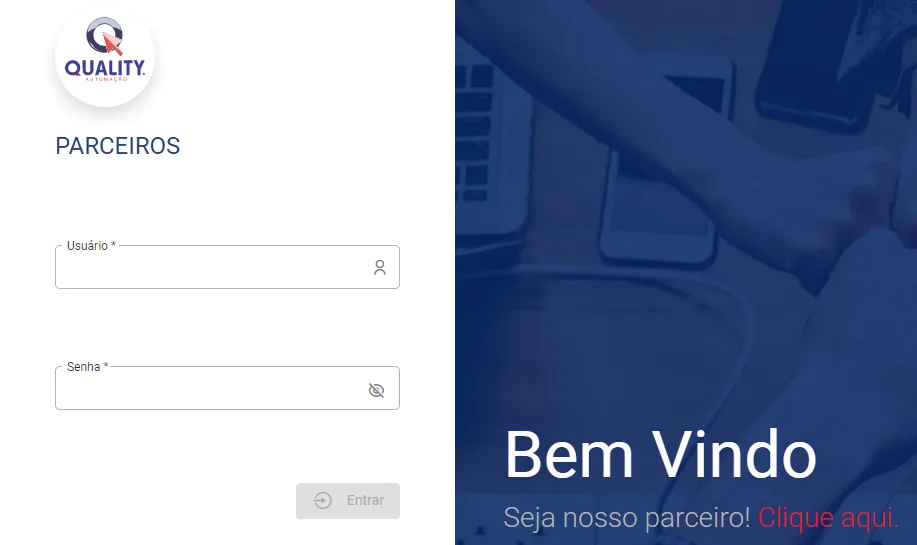 QUALITY.
AUTOMAÇÃO
PARCEIROS
Usuário *
Senha *
Entrar
Bem Vindo
Seja nosso parceiro! Clique aqui.